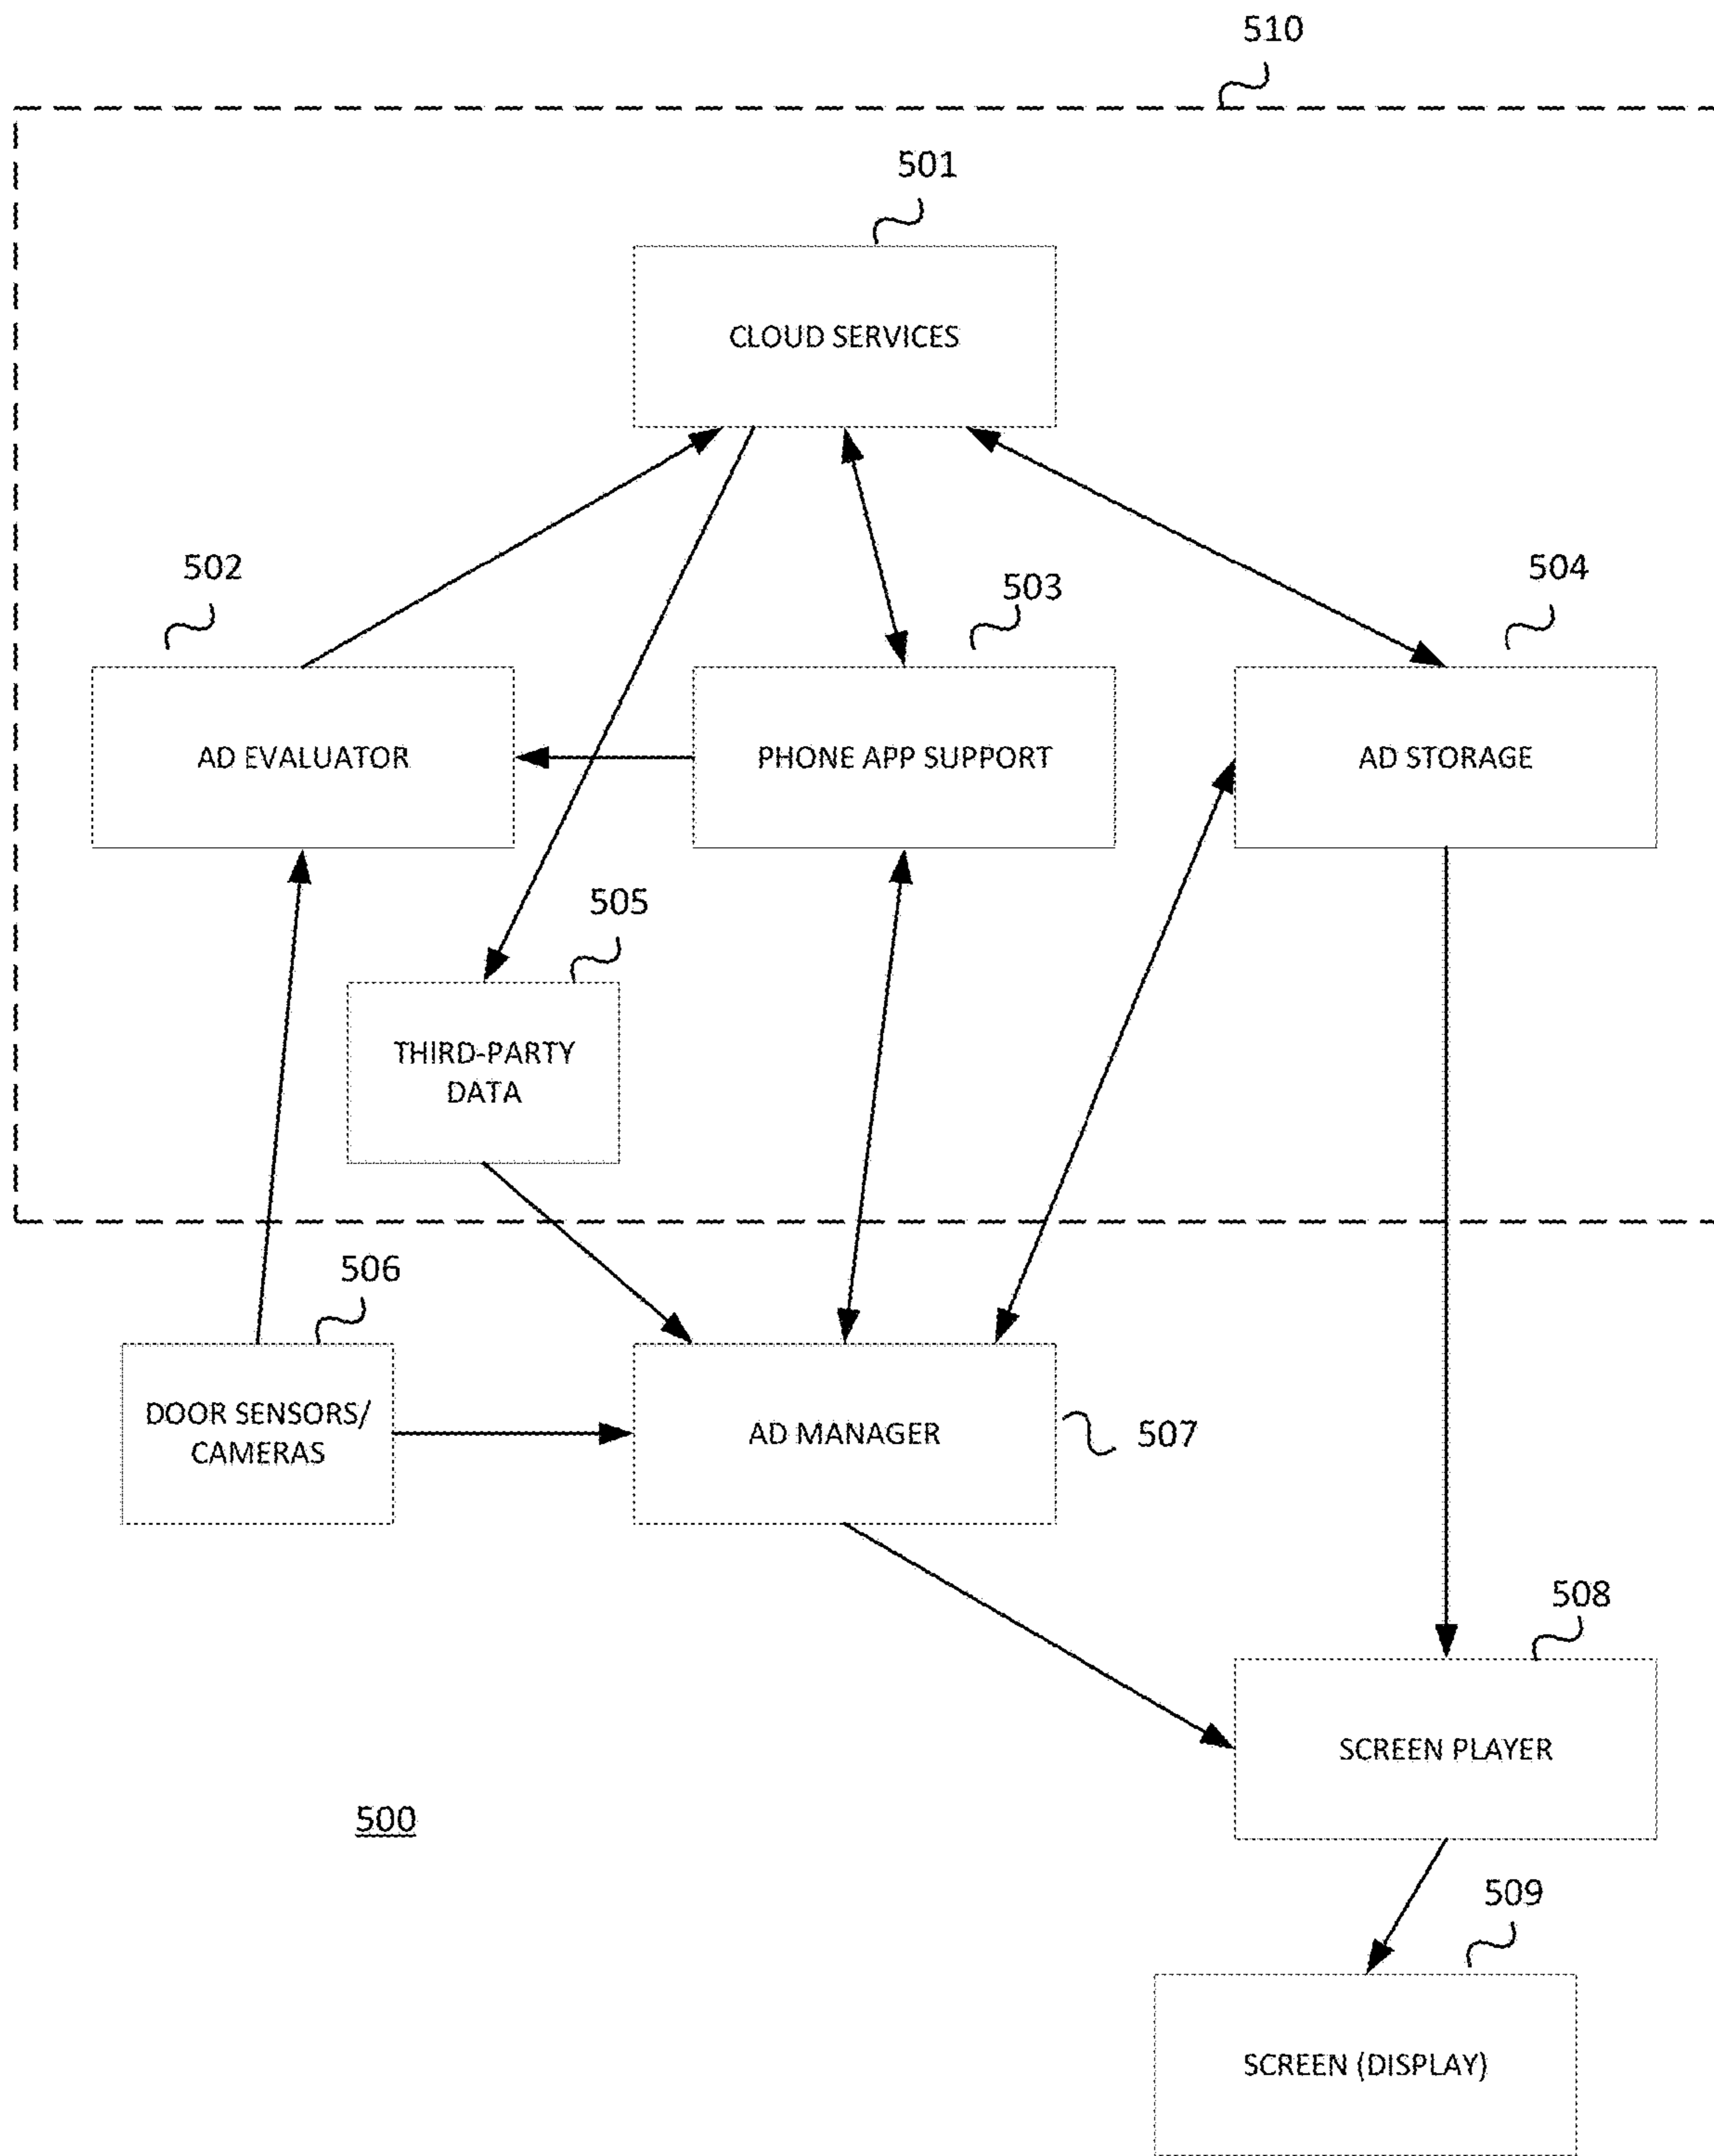 510
501
CLOUD SERVICES
502
503
504
AD EVALUATOR
PHONE APP SUPPORT
AD STORAGE
505
THIRD-PARTY
DATA
506
DOOR SENSORS/
CAMERAS
AD MANAGER
507
508
SCREEN PLAYER
500
509
SCREEN (DISPLAY)